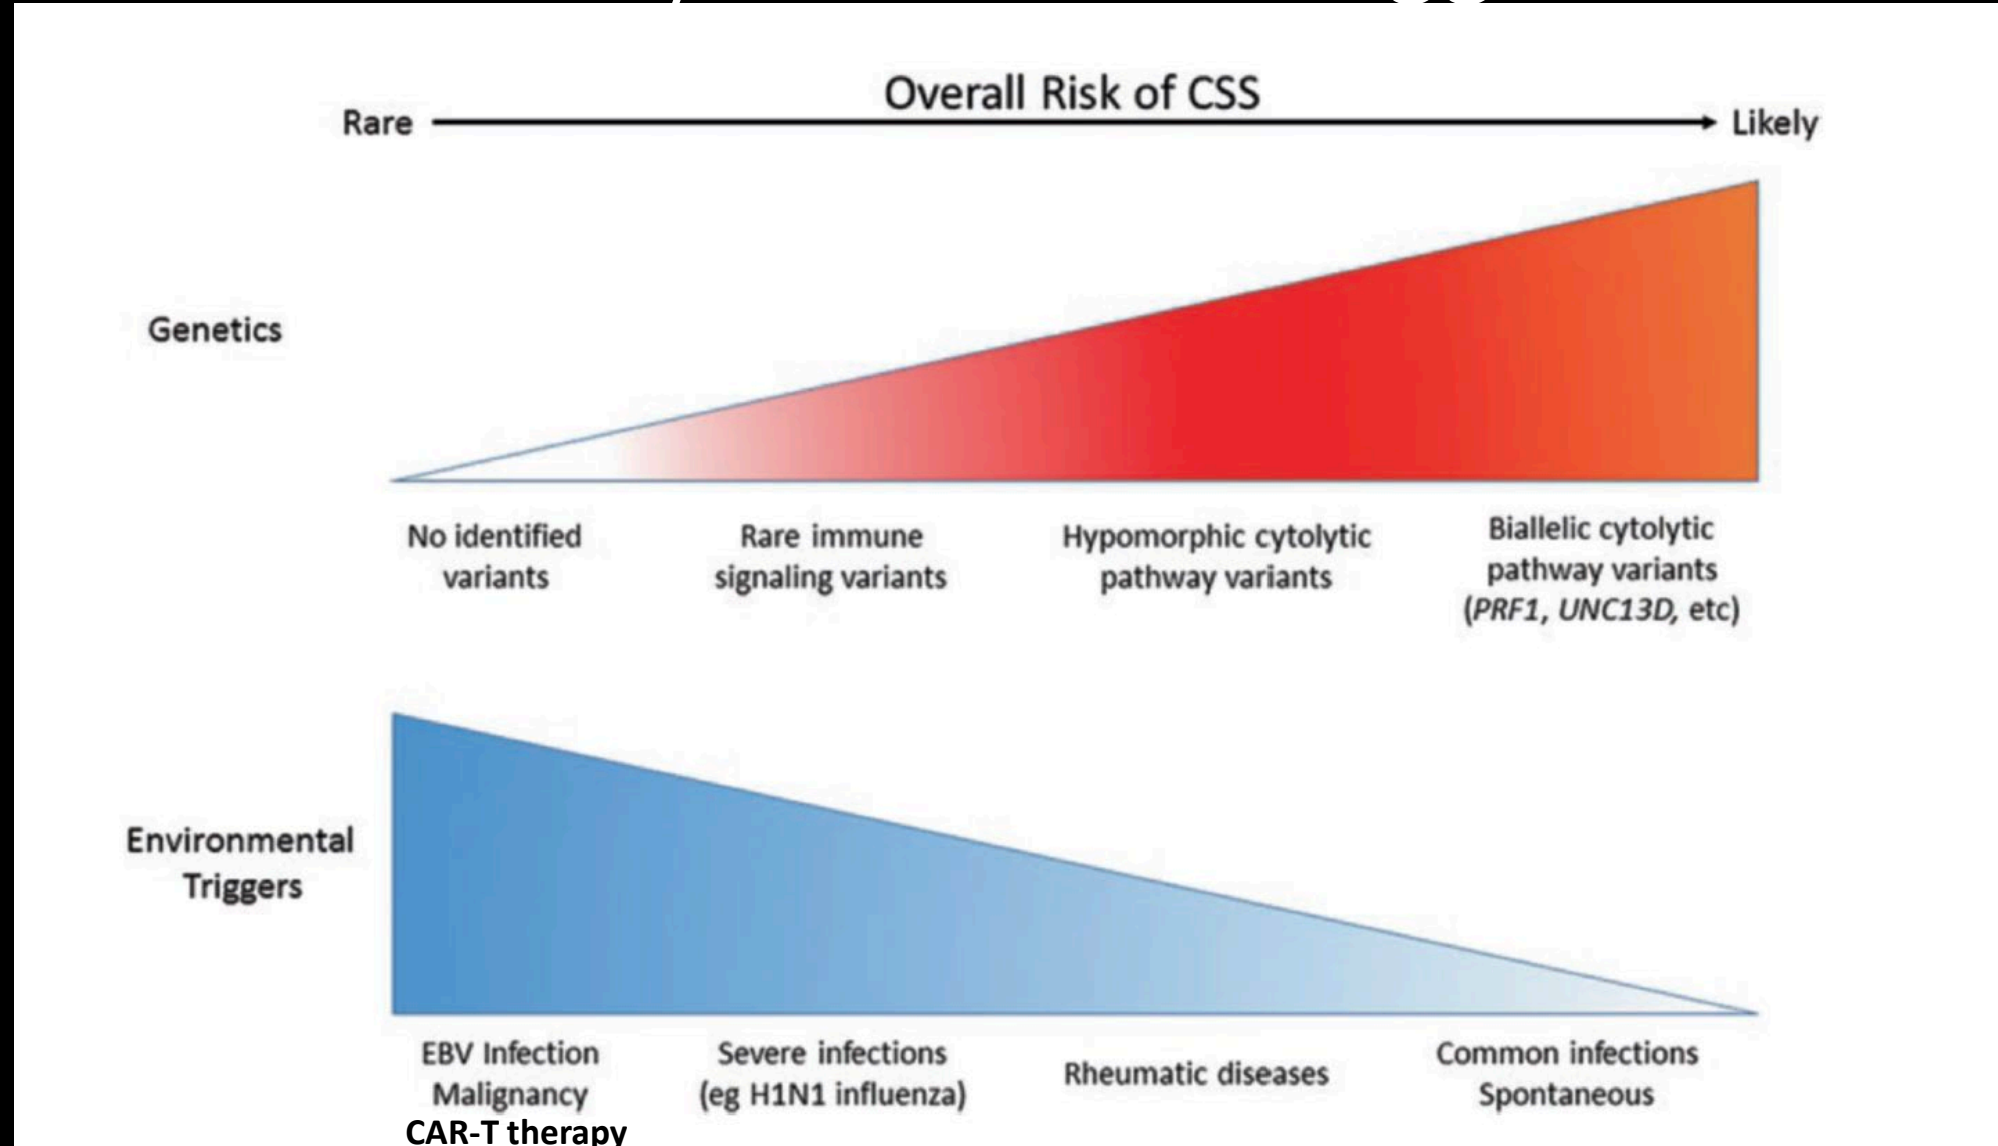 Overall Risk of CSS
Rare
Likely
Genetics
No identified
variants
Rare immune
signaling variants
Hypomorphic cytolytic
pathway variants
Biallelic cytolytic
pathway variants
(PRF1, UNC13D, etc)
Environmental
Triggers
EBV Infection
Malignancy
CAR-T therapy
Severe infections
(eg H1N1 influenza)
Rheumatic diseases
Common infections
Spontaneous